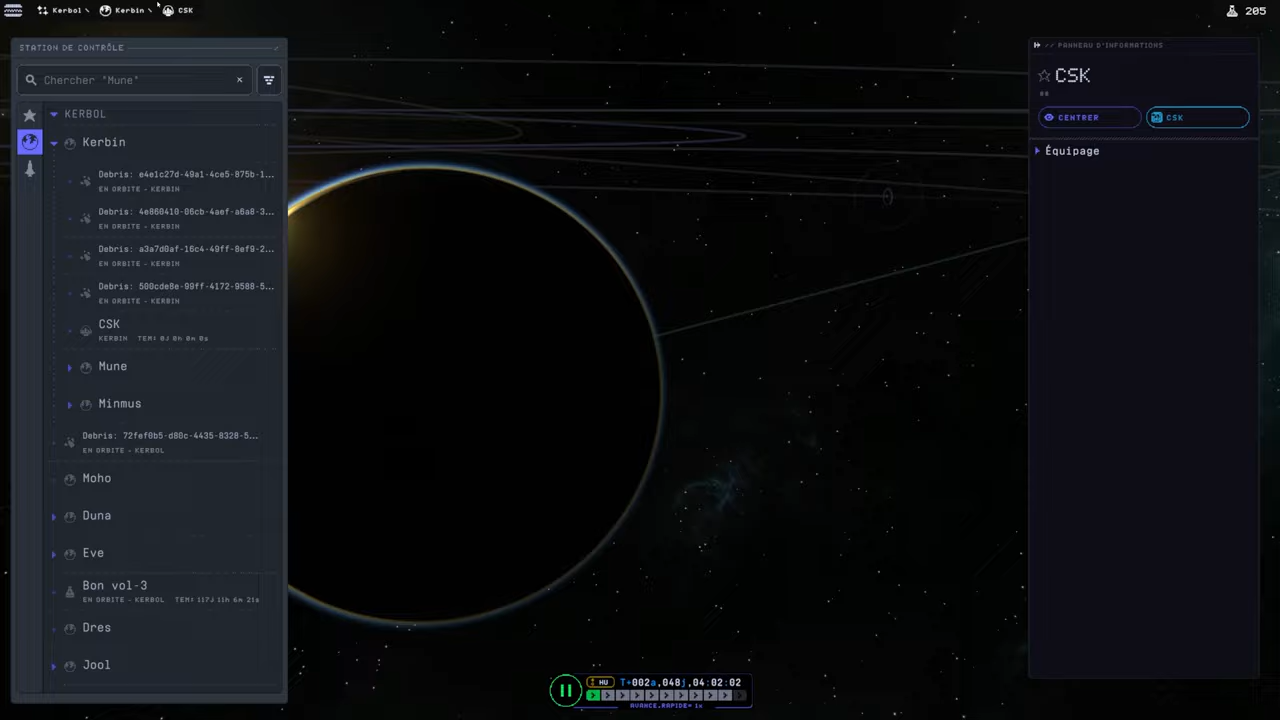 Kerbol \ Kerbin \ CSK
205
STATION DE CONTRÔLE
Chercher "Mune"
KERBOL
Kerbin
Debris: e4e1c27d-49a1-4ce5-875b-1...
EN ORBITE - KERBIN
Debris: 4e860410-06cb-4aef-a6a8-3...
EN ORBITE - KERBIN
Debris: a3a7d0af-16c4-49ff-8ef9-2...
EN ORBITE - KERBIN
Debris: 500cde8e-99ff-4172-9588-5...
EN ORBITE - KERBIN
CSK
KERBIN TEM: 0J 0h 0m 0s
Mune
Minmus
Debris: 72fef0b5-d80c-4435-8328-5...
EN ORBITE - KERBOL
Moho
Duna
Eve
Bon vol-3
EN ORBITE - KERBOL TEM: 117J 11h 6m 21s
Dres
Jool
// PANNEAU D'INFORMATIONS
CSK
CENTRER
CSK
Équipage
HU T+002a,048j,04:02:02
AVANCE.RAPIDE= 1x